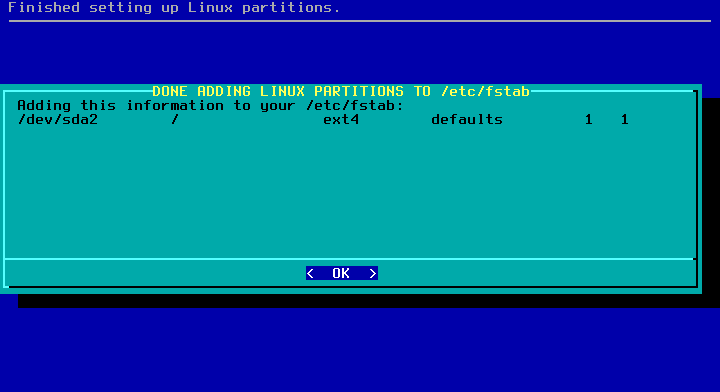 Finished setting up Linux partitions.
DONE ADDING LINUX PARTITIONS TO /etc/fstab
Adding this information to your /etc/fstab:
/dev/sda2        /                ext4        defaults         1   1
<  OK  >